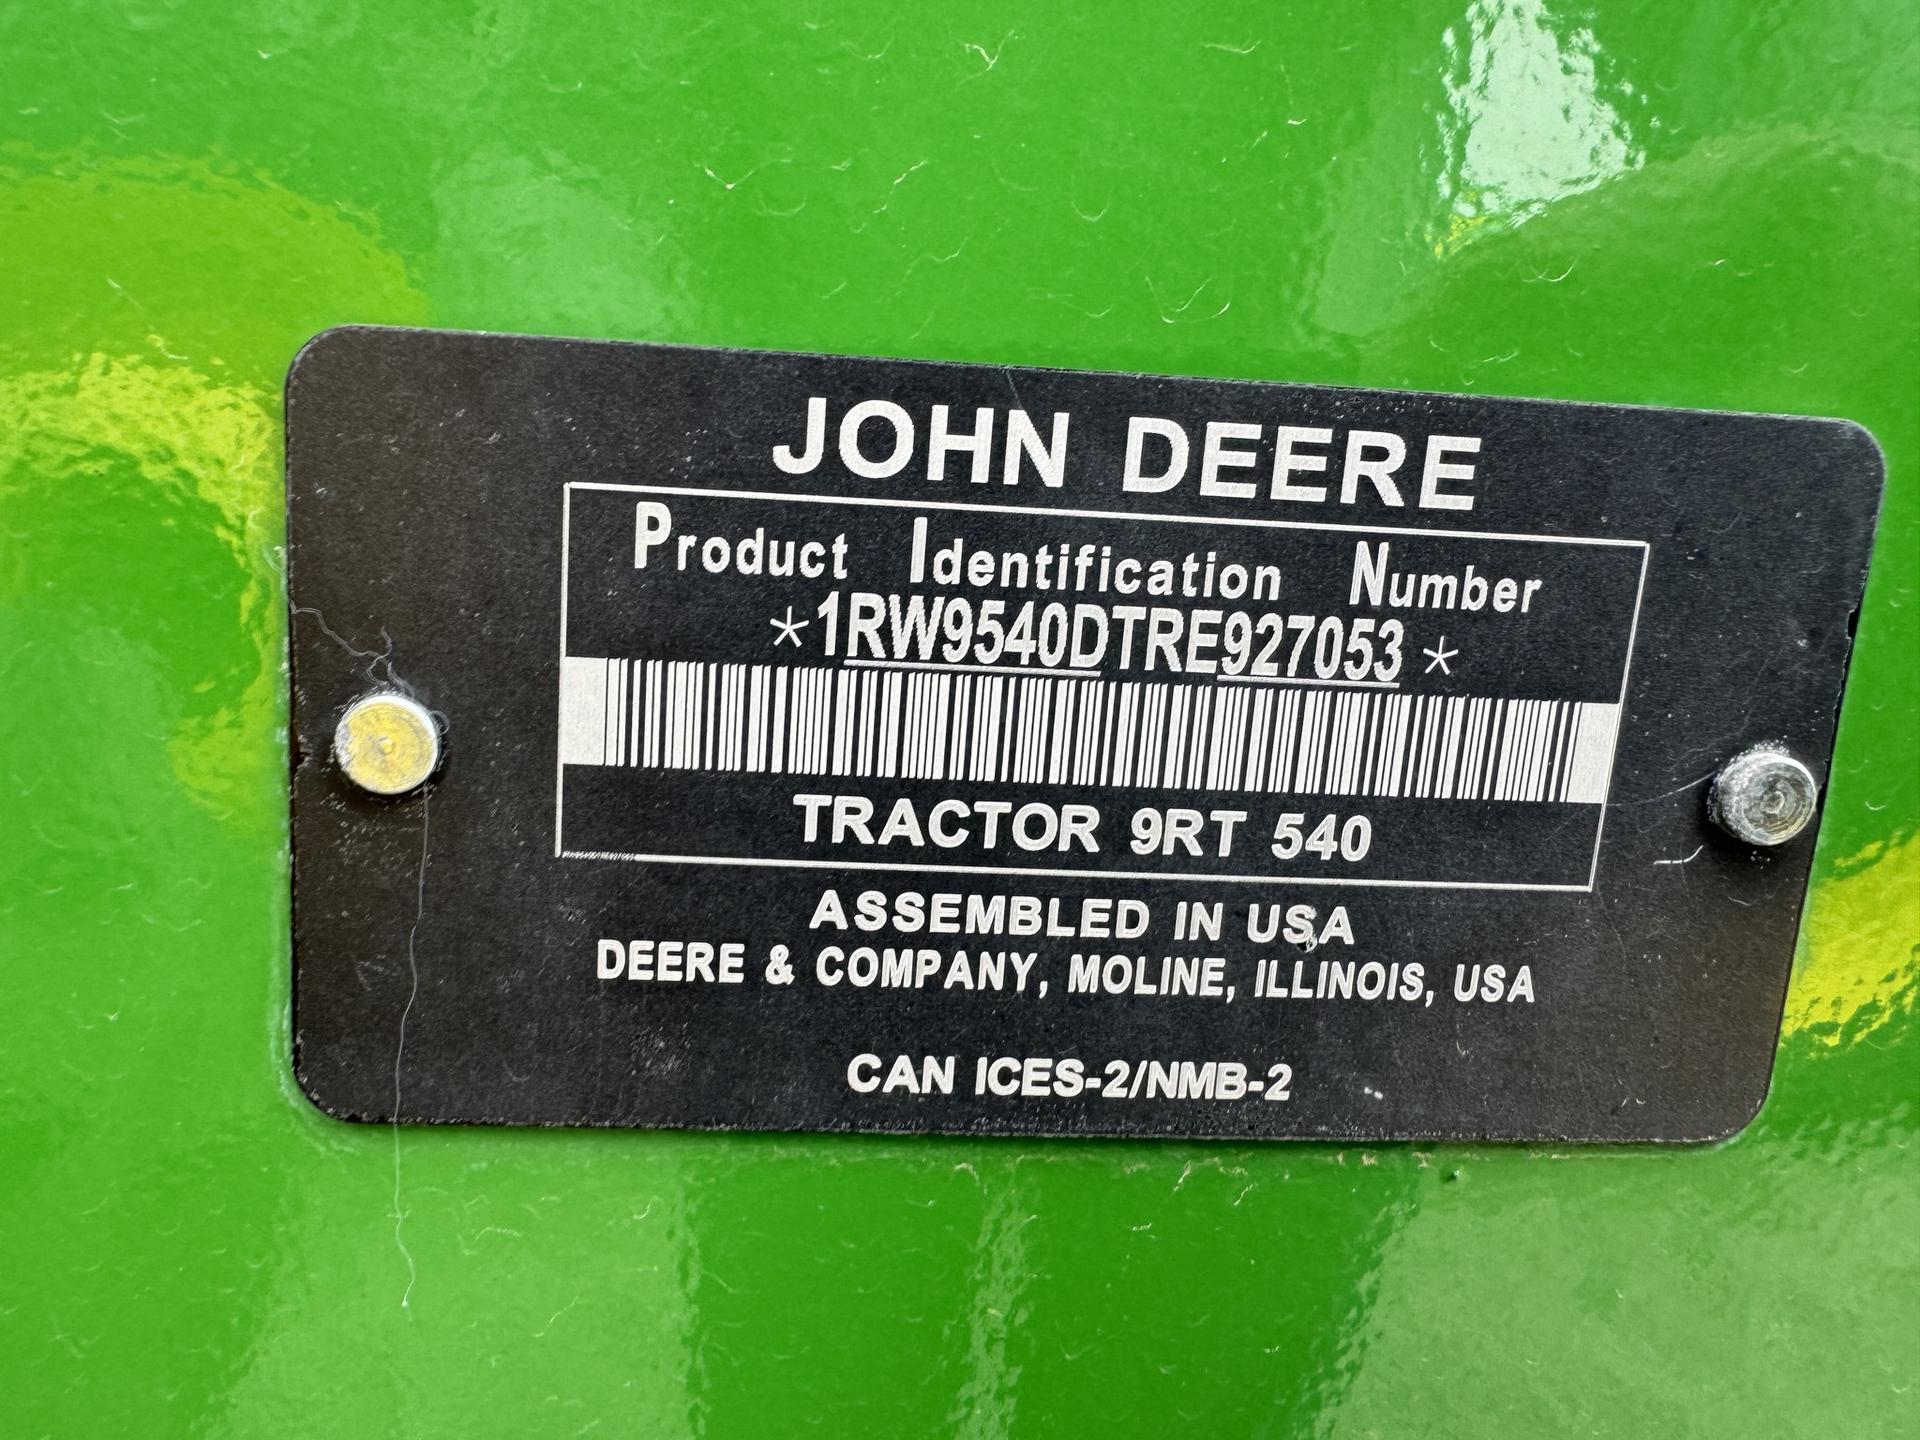 JOHN DEERE
Product Identification Number
*1RW9540DTRE927053*
TRACTOR 9RT 540
ASSEMBLED IN USA
DEERE & COMPANY, MOLINE, ILLINOIS, USA
CAN ICES-2/NMB-2